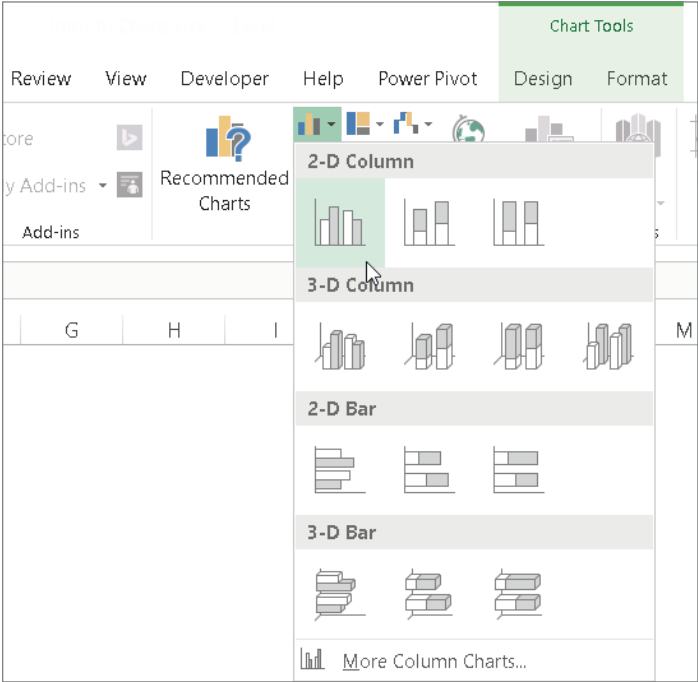 Chart Tools
Review View Developer Help Power Pivot Design Format
ore
y Add-ins
Add-ins
Recommended
Charts
2-D Column
s
3-D Column
G H I M
2-D Bar
3-D Bar
More Column Charts...